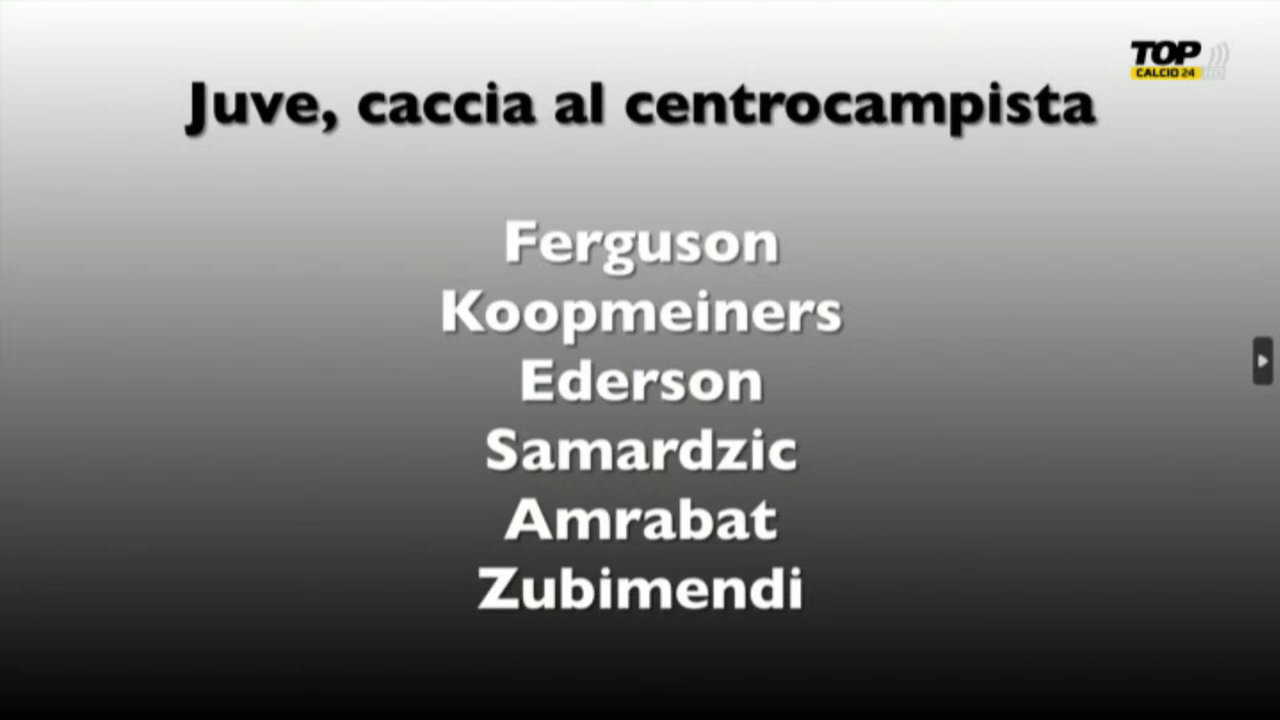 TOP
CALCIO 24
Juve, caccia al centrocampista
Ferguson
Koopmeiners
Ederson
Samardzic
Amrabat
Zubimendi